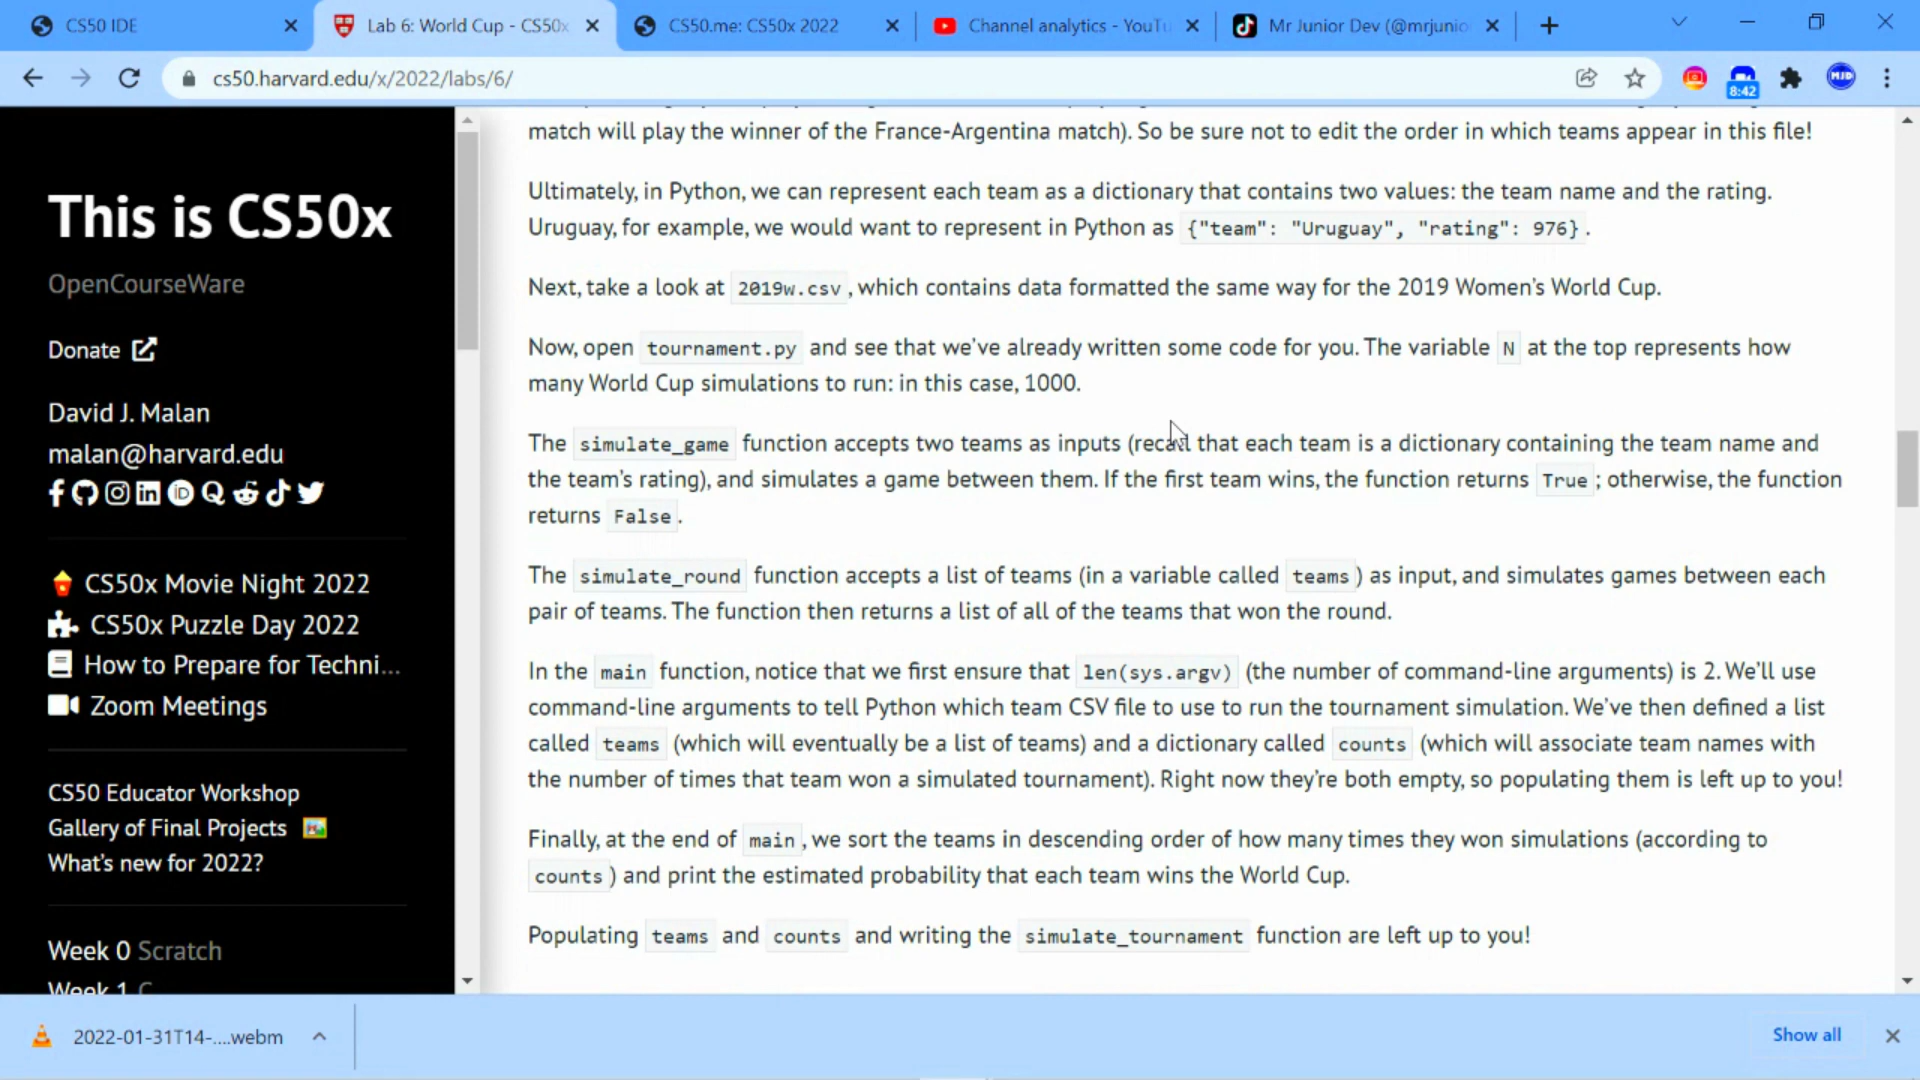 CS50 IDE
Lab 6: World Cup - CS50x
CS50.me: CS50x 2022
Channel analytics - YouTu
Mr Junior Dev (@mrjunio
cs50.harvard.edu/x/2022/labs/6/
MJD
8:42
This is CS50x
OpenCourseWare
Donate
David J. Malan
malan@harvard.edu
CS50x Movie Night 2022
CS50x Puzzle Day 2022
How to Prepare for Techni...
Zoom Meetings
CS50 Educator Workshop
Gallery of Final Projects
What's new for 2022?
Week 0 Scratch
Week 1 C
match will play the winner of the France-Argentina match). So be sure not to edit the order in which teams appear in this file!
Ultimately, in Python, we can represent each team as a dictionary that contains two values: the team name and the rating.
Uruguay, for example, we would want to represent in Python as {"team": "Uruguay", "rating": 976}.
Next, take a look at 2019w.csv, which contains data formatted the same way for the 2019 Women's World Cup.
Now, open tournament.py and see that we've already written some code for you. The variable N at the top represents how
many World Cup simulations to run: in this case, 1000.
The simulate_game function accepts two teams as inputs (recall that each team is a dictionary containing the team name and
the team's rating), and simulates a game between them. If the first team wins, the function returns True; otherwise, the function
returns False.
The simulate_round function accepts a list of teams (in a variable called teams) as input, and simulates games between each
pair of teams. The function then returns a list of all of the teams that won the round.
In the main function, notice that we first ensure that len(sys.argv) (the number of command-line arguments) is 2. We'll use
command-line arguments to tell Python which team CSV file to use to run the tournament simulation. We've then defined a list
called teams (which will eventually be a list of teams) and a dictionary called counts (which will associate team names with
the number of times that team won a simulated tournament). Right now they're both empty, so populating them is left up to you!
Finally, at the end of main, we sort the teams in descending order of how many times they won simulations (according to
counts) and print the estimated probability that each team wins the World Cup.
Populating teams and counts and writing the simulate_tournament function are left up to you!
2022-01-31T14-....webm
Show all